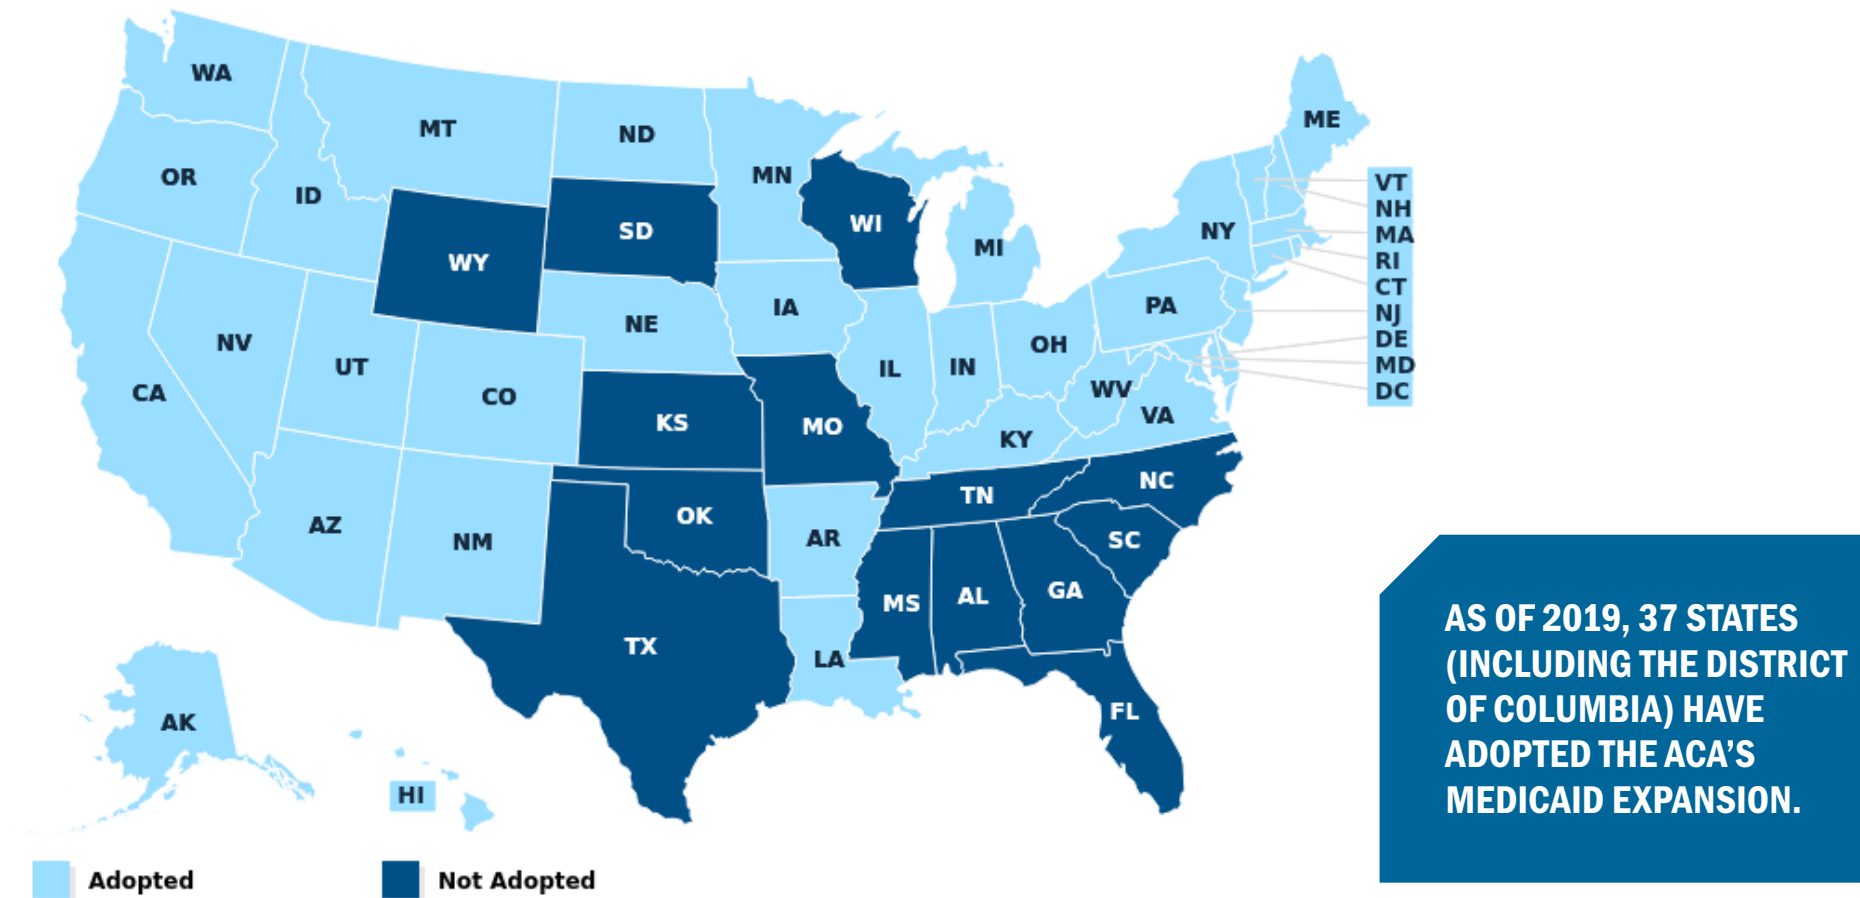 WA
MT
ND
MN
ME
OR
ID
WY
SD
WI
MI
NY
VT
NH
MA
RI
CT
NJ
DE
MD
DC
NV
UT
CO
NE
IA
IL
IN
OH
PA
CA
KS
MO
KY
WV
VA
AZ
NM
OK
AR
TN
NC
SC
TX
LA
MS
AL
GA
FL
AK
HI
AS OF 2019, 37 STATES
(INCLUDING THE DISTRICT
OF COLUMBIA) HAVE
ADOPTED THE ACA’S
MEDICAID EXPANSION.
Adopted
Not Adopted